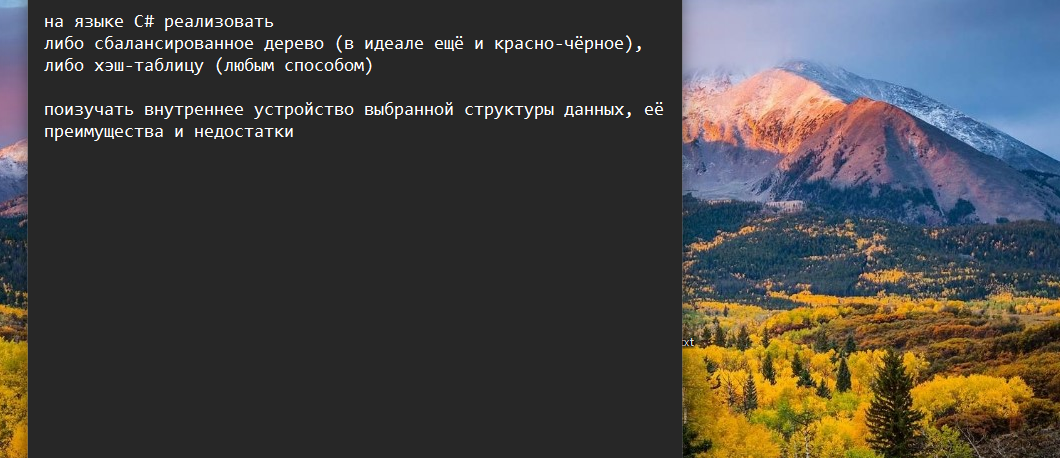 на языке C# реализовать
либо сбалансированное дерево (в идеале ещё и красно-чёрное),
либо хэш-таблицу (любым способом)
поизучать внутреннее устройство выбранной структуры данных, её
преимущества и недостатки
xt